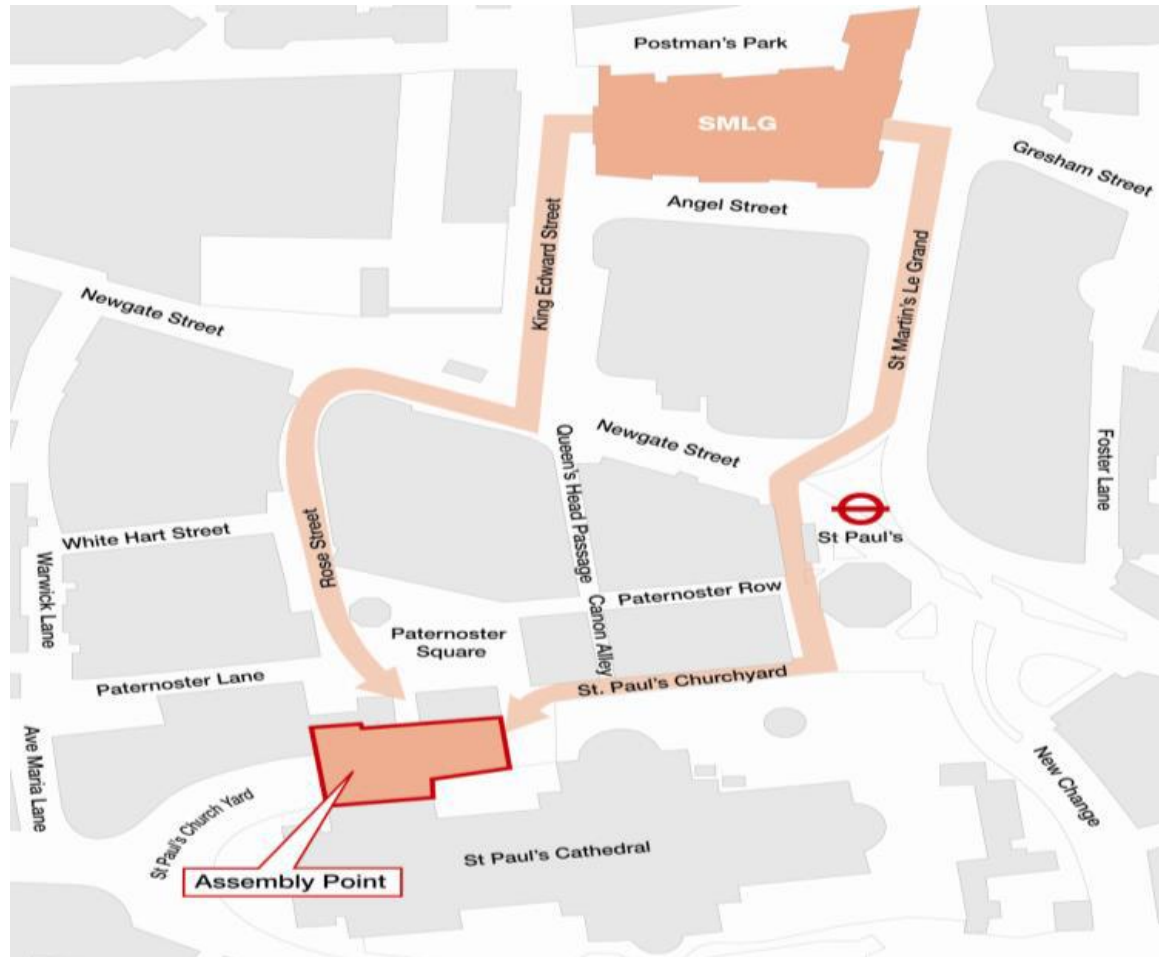 Postman's Park
SMLG
Gresham Street
Angel Street
King Edward Street
St Martin's Le Grand
Newgate Street
Newgate Street
Queen's Head Passage
Foster Lane
St Paul's
White Hart Street
Rose Street
Warwick Lane
Paternoster Row
Canon Alley
Paternoster
Square
Paternoster Lane
St. Paul's Churchyard
Ave Maria Lane
New Change
St Paul's Church Yard
St Paul's Cathedral
Assembly Point